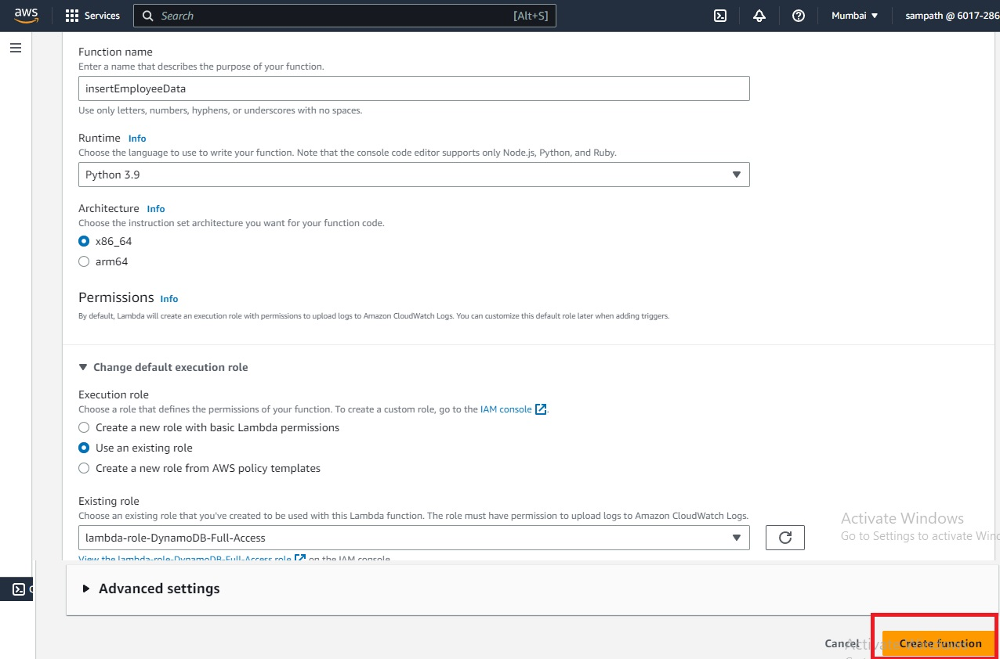 aws
Services
Search [Alt+S]
Mumbai
sampath @ 6017-286
Function name
Enter a name that describes the purpose of your function.
insertEmployeeData
Use only letters, numbers, hyphens, or underscores with no spaces.
Runtime Info
Choose the language to use to write your function. Note that the console code editor supports only Node.js, Python, and Ruby.
Python 3.9
Architecture Info
Choose the instruction set architecture you want for your function code.
x86_64
arm64
Permissions Info
By default, Lambda will create an execution role with permissions to upload logs to Amazon CloudWatch Logs. You can customize this default role later when adding triggers.
Change default execution role
Execution role
Choose a role that defines the permissions of your function. To create a custom role, go to the IAM console.
Create a new role with basic Lambda permissions
Use an existing role
Create a new role from AWS policy templates
Existing role
Choose an existing role that you've created to be used with this Lambda function. The role must have permission to upload logs to Amazon CloudWatch Logs.
lambda-role-DynamoDB-Full-Access
View the lambda-role-DynamoDB-Full-Access role on the IAM console
Activate Windows
Go to Settings to activate Win
Advanced settings
Cancel
Create function